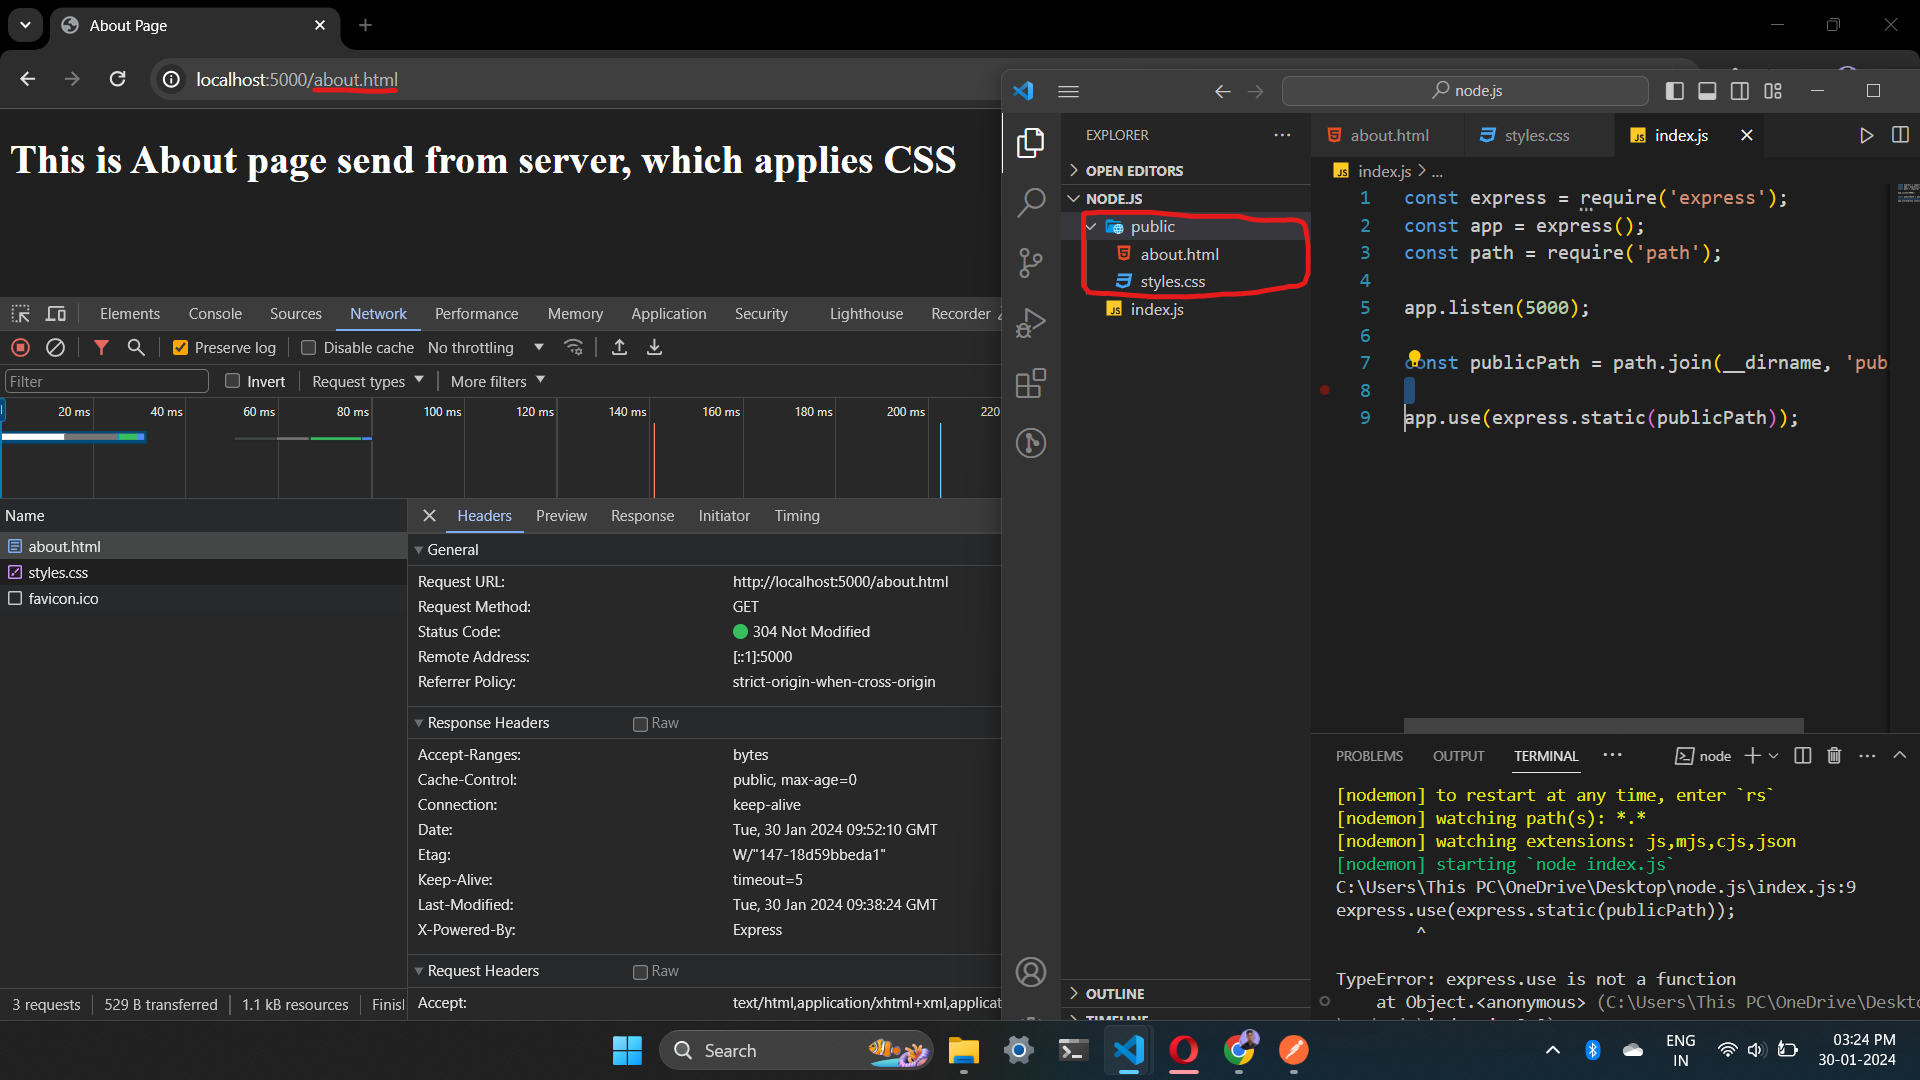 About Page
localhost:5000/about.html
This is About page send from server, which applies CSS
Elements Console Sources Network Performance Memory Application Security Lighthouse Recorder
Preserve log Disable cache No throttling
Filter Invert Request types More filters
20 ms 40 ms 60 ms 80 ms 100 ms 120 ms 140 ms 160 ms 180 ms 200 ms 220
Name
about.html
styles.css
favicon.ico
Headers Preview Response Initiator Timing
General
Request URL: http://localhost:5000/about.html
Request Method: GET
Status Code: 304 Not Modified
Remote Address: [::1]:5000
Referrer Policy: strict-origin-when-cross-origin
Response Headers Raw
Accept-Ranges: bytes
Cache-Control: public, max-age=0
Connection: keep-alive
Date: Tue, 30 Jan 2024 09:52:10 GMT
Etag: W/"147-18d59bbeda1"
Keep-Alive: timeout=5
Last-Modified: Tue, 30 Jan 2024 09:38:24 GMT
X-Powered-By: Express
Request Headers Raw
Accept: text/html,application/xhtml+xml,applicat
3 requests 529 B transferred 1.1 kB resources Finisl
node.js
EXPLORER ...
OPEN EDITORS
NODE.JS
public
about.html
styles.css
JS index.js
OUTLINE
TIMELINE
about.html styles.css JS index.js
JS index.js > ...
1 const express = require('express');
2 const app = express();
3 const path = require('path');
4
5 app.listen(5000);
6
7 const publicPath = path.join(__dirname, 'pub
8
9 app.use(express.static(publicPath));
PROBLEMS OUTPUT TERMINAL ... node
[nodemon] to restart at any time, enter `rs`
[nodemon] watching path(s): *.*
[nodemon] watching extensions: js,mjs,cjs,json
[nodemon] starting `node index.js`
C:\Users\This PC\OneDrive\Desktop\node.js\index.js:9
express.use(express.static(publicPath));
^
TypeError: express.use is not a function
at Object.<anonymous> (C:\Users\This PC\OneDrive\Deskto
Search
ENG
IN
03:24 PM
30-01-2024